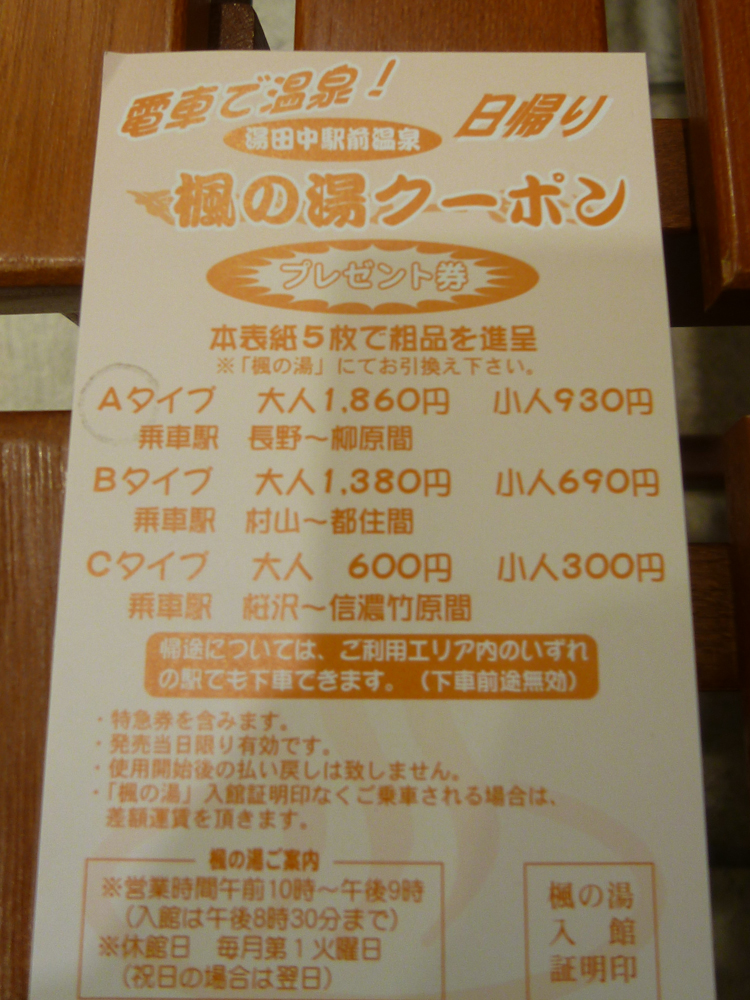 電車で温泉！ 日帰り
湯田中駅前温泉
楓の湯クーポン
プレゼント券
本表紙５枚で粗品を進呈
※「楓の湯」にてお引換え下さい。
Aタイプ 大人1,860円 小人930円
乗車駅 長野～柳原間
Bタイプ 大人1,380円 小人690円
乗車駅 村山～都住間
Cタイプ 大人 600円 小人300円
乗車駅 桜沢～信濃竹原間
帰途については、ご利用エリア内のいずれ
の駅でも下車できます。（下車前途無効）
・特急券を含みます。
・発売当日限り有効です。
・使用開始後の払い戻しは致しません。
・「楓の湯」入館証明印なくご乗車される場合は、
差額運賃を頂きます。
楓の湯ご案内
※営業時間午前10時～午後9時
（入館は午後8時30分まで）
※休館日 毎月第１火曜日
（祝日の場合は翌日）
楓の湯
入館
証明印